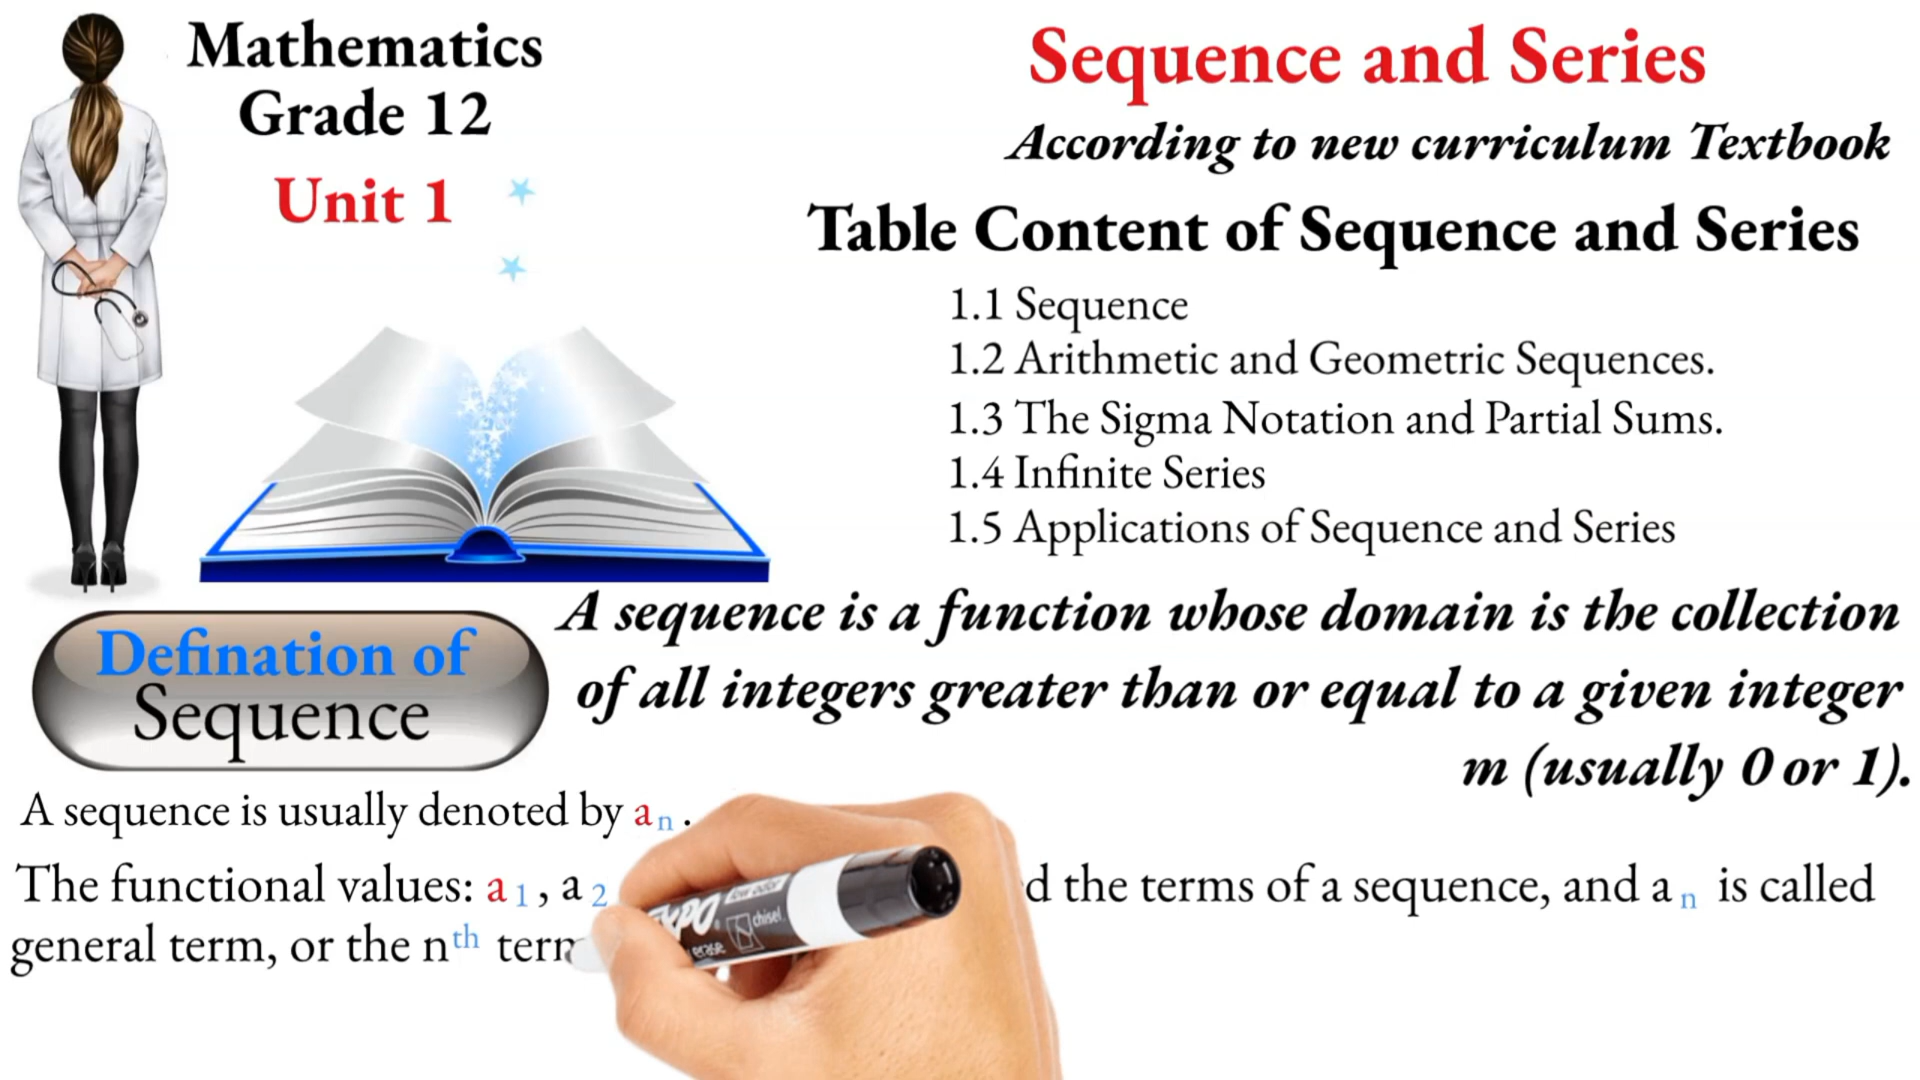 Mathematics
Grade 12
Unit 1
Sequence and Series
According to new curriculum Textbook
Table Content of Sequence and Series
1.1 Sequence
1.2 Arithmetic and Geometric Sequences.
1.3 The Sigma Notation and Partial Sums.
1.4 Infinite Series
1.5 Applications of Sequence and Series
Defination of
Sequence
A sequence is a function whose domain is the collection
of all integers greater than or equal to a given integer
m (usually 0 or 1).
A sequence is usually denoted by aₙ.
The functional values: a₁, a₂ the terms of a sequence, and aₙ is called
general term, or the nᵗʰ
chisel
erase